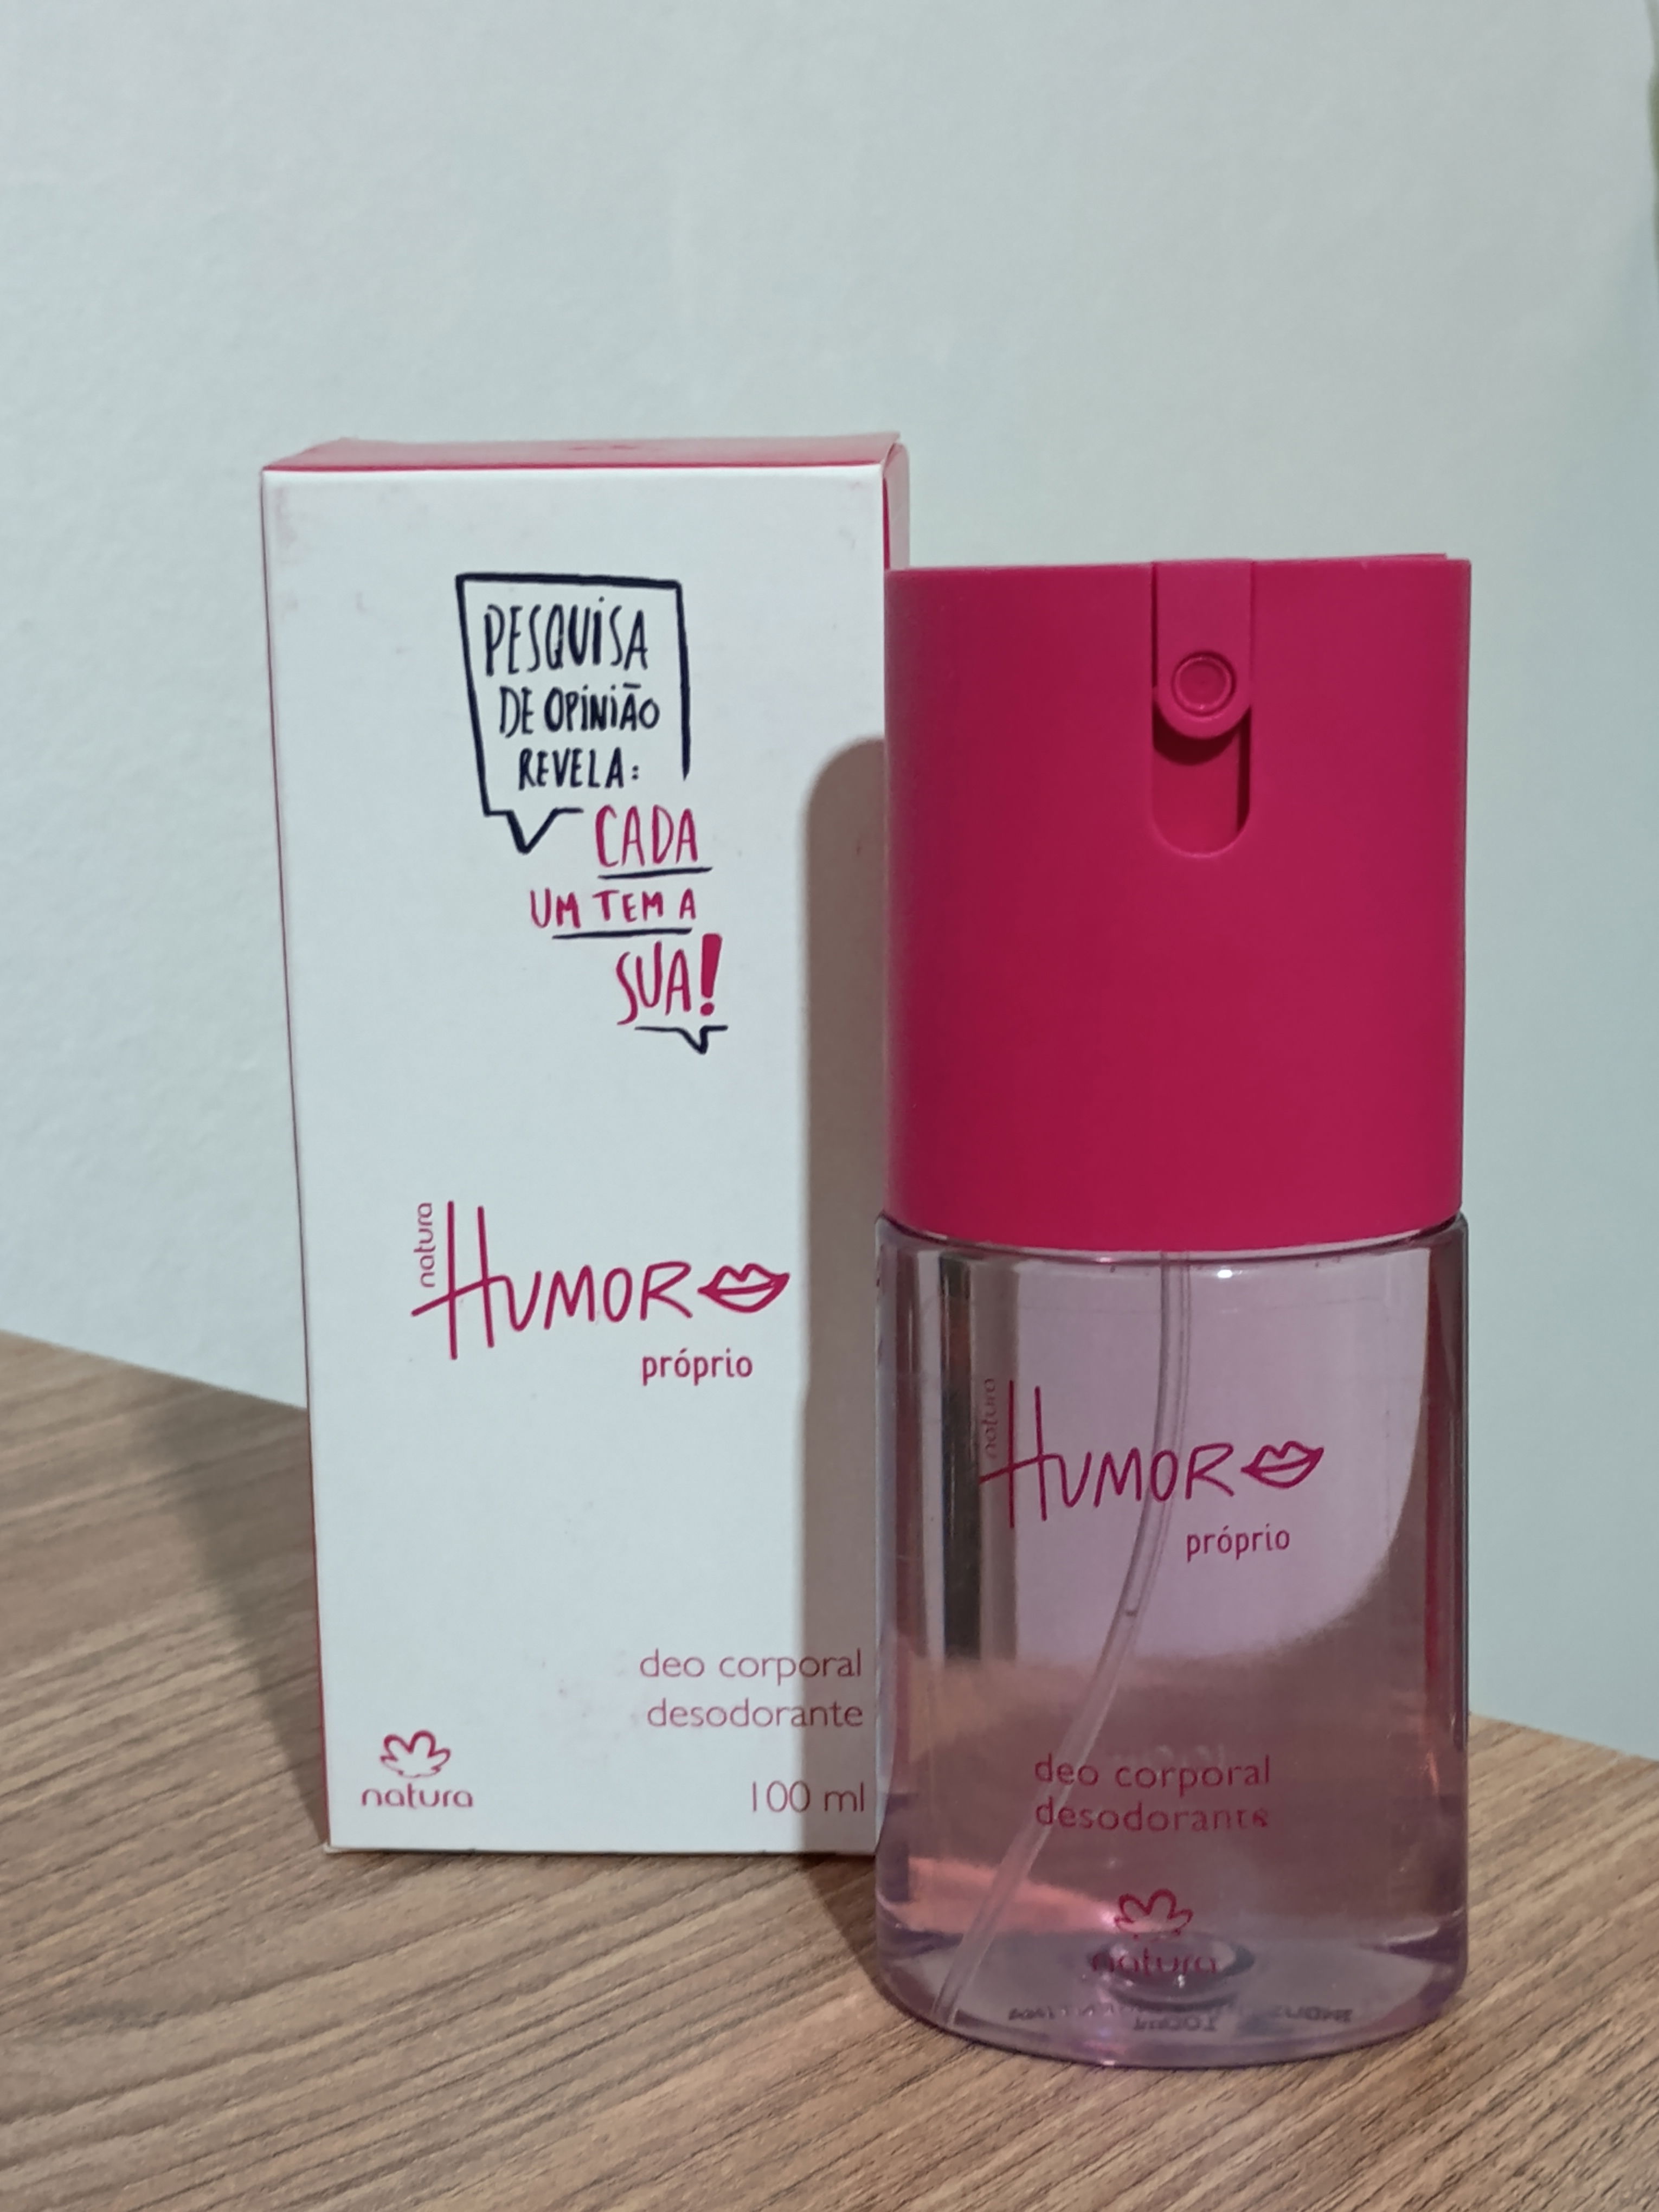 PESQUISA
DE OPINIÃO
REVELA:
CADA
UM TEM A
SUA!
natura
HUMOR
próprio
deo corporal
desodorante
natura
100 ml
natura
HUMOR
próprio
deo corporal
desodorante
natura